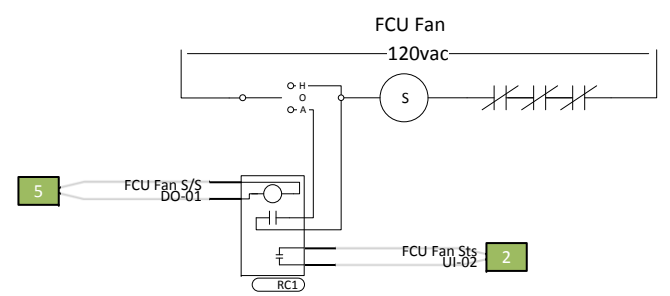 FCU Fan
120vac
H
O
A
S
5
FCU Fan S/S
DO-01
FCU Fan Sts
UI-02
2
RC1